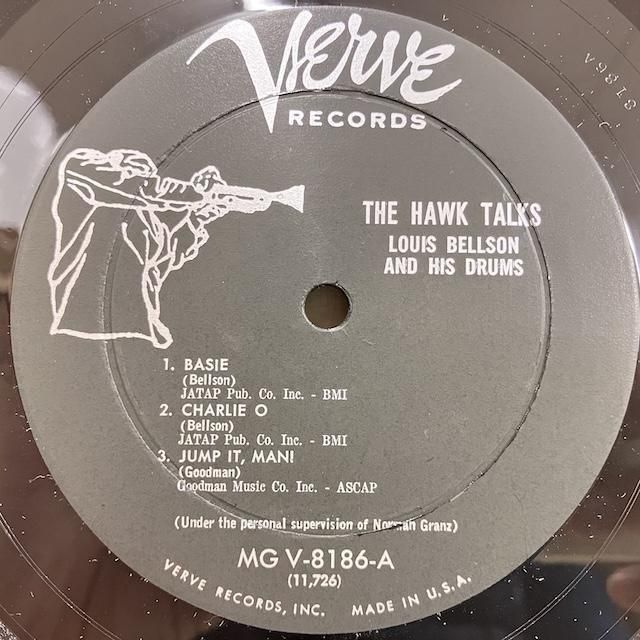 Verve
RECORDS
THE HAWK TALKS
LOUIS BELLSON
AND HIS DRUMS
1. BASIE
(Bellson)
JATAP Pub. Co. Inc. - BMI
2. CHARLIE O
(Bellson)
JATAP Pub. Co. Inc. - BMI
3. JUMP IT, MAN!
(Goodman)
Goodman Music Co. Inc. - ASCAP
(Under the personal supervision of Norman Granz)
MG V-8186-A
(11,726)
VERVE RECORDS, INC. MADE IN U.S.A.